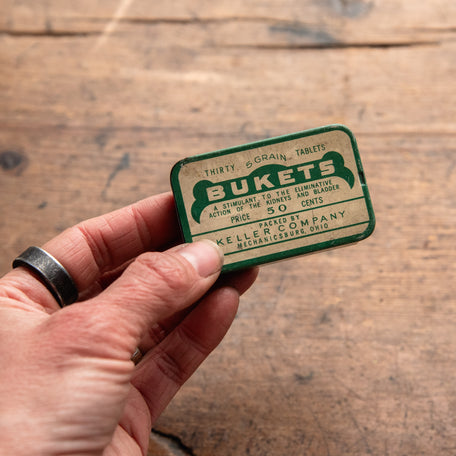 THIRTY 5 GRAIN TABLETS
BUKETS
A STIMULANT TO THE ELIMINATIVE
ACTION OF THE KIDNEYS AND BLADDER
PRICE 50 CENTS
PACKED BY
KELLER COMPANY
MECHANICSBURG, OHIO